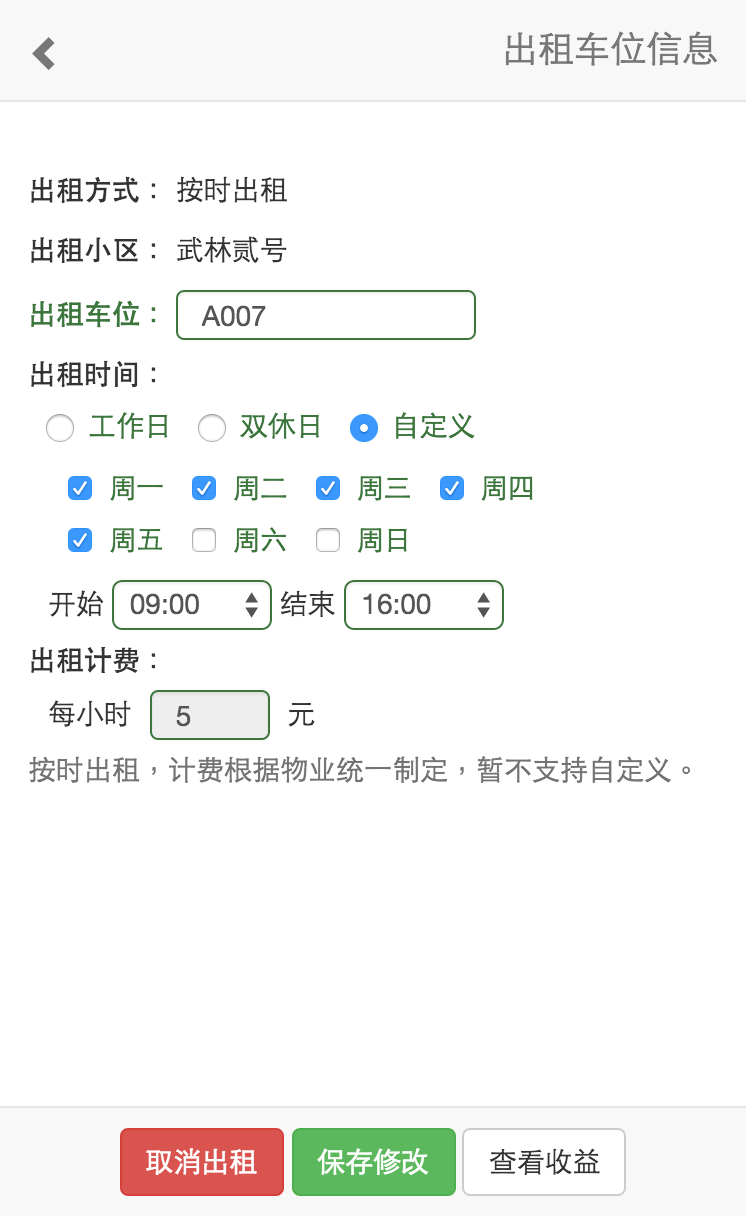 出租车位信息
出租方式： 按时出租
出租小区： 武林贰号
出租车位： A007
出租时间：
工作日 双休日 自定义
周一 周二 周三 周四
周五 周六 周日
开始 09:00 结束 16:00
出租计费：
每小时 5 元
按时出租，计费根据物业统一制定，暂不支持自定义。
取消出租 保存修改 查看收益